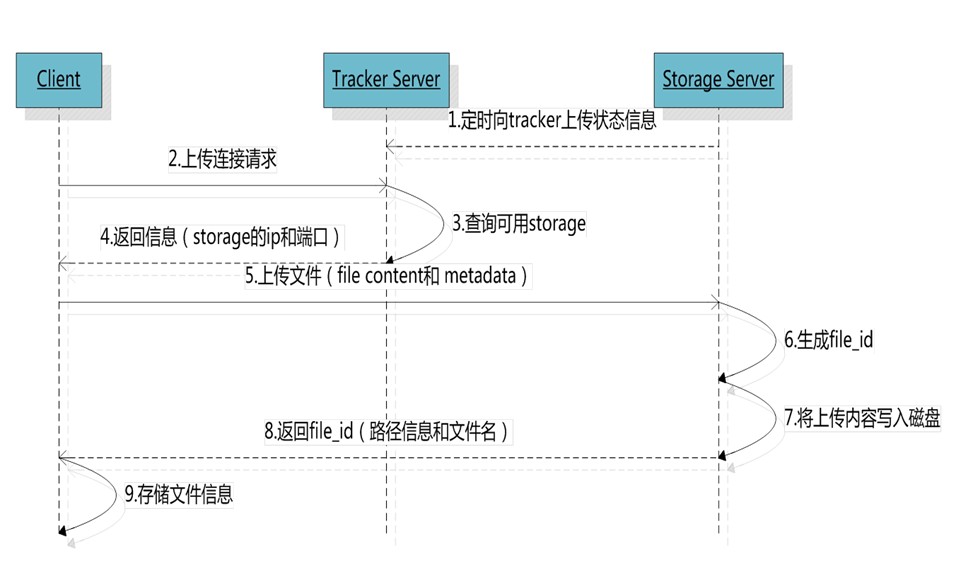 Client
Tracker Server
Storage Server
1.定时向tracker上传状态信息
2.上传连接请求
3.查询可用storage
4.返回信息（storage的ip和端口）
5.上传文件（file content和 metadata）
6.生成file_id
7.将上传内容写入磁盘
8.返回file_id（路径信息和文件名）
9.存储文件信息